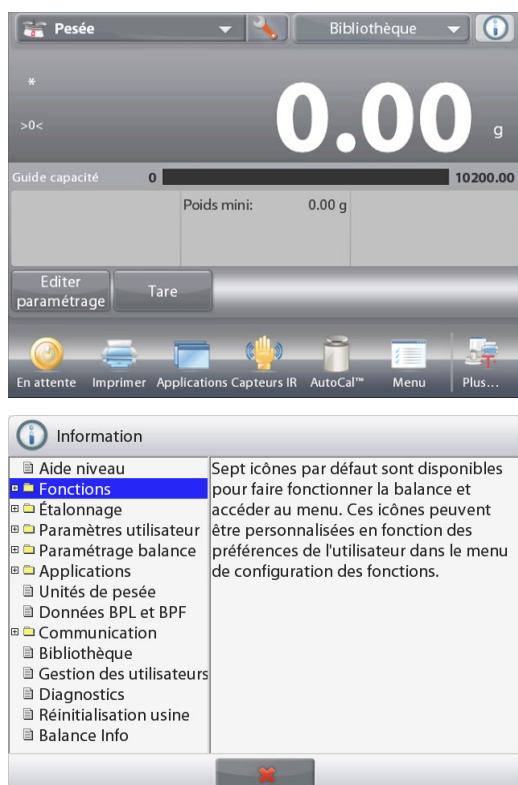 Pesée
Bibliothèque
*
>0<
0.00 g
Guide capacité 0 10200.00
Poids mini: 0.00 g
Editer
paramétrage
Tare
En attente Imprimer Applications Capteurs IR AutoCal™ Menu Plus...
Information
Aide niveau
Fonctions
Étalonnage
Paramètres utilisateur
Paramétrage balance
Applications
Unités de pesée
Données BPL et BPF
Communication
Bibliothèque
Gestion des utilisateurs
Diagnostics
Réinitialisation usine
Balance Info
Sept icônes par défaut sont disponibles
pour faire fonctionner la balance et
accéder au menu. Ces icônes peuvent
être personnalisées en fonction des
préférences de l'utilisateur dans le menu
de configuration des fonctions.